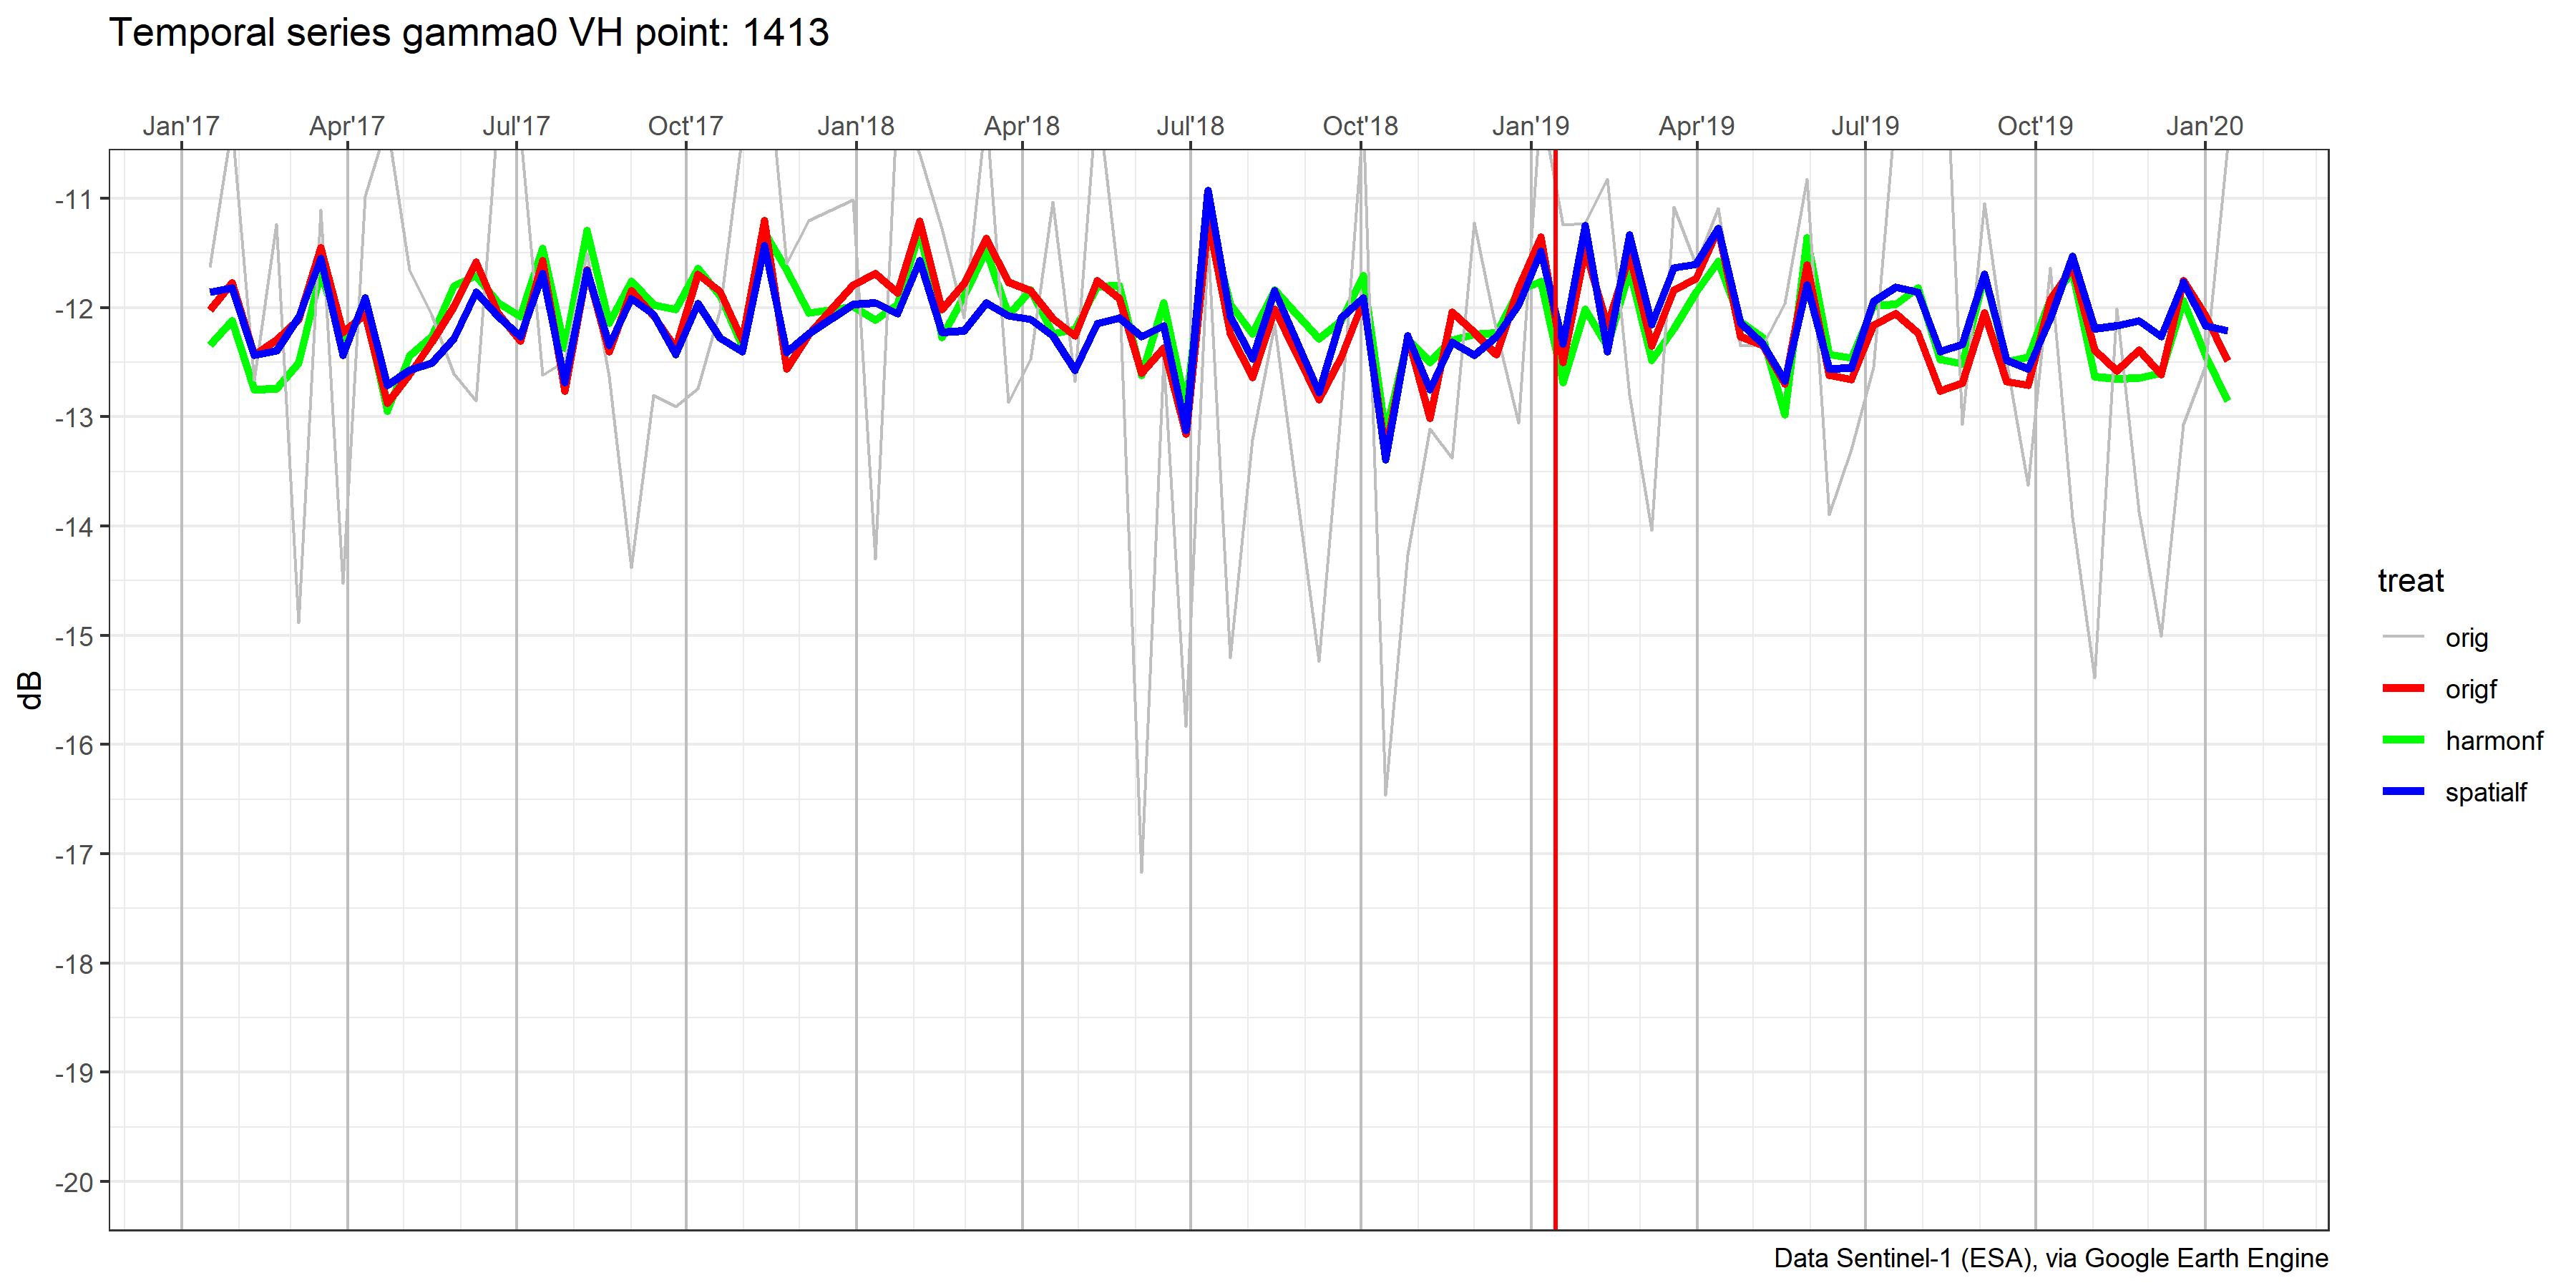 Temporal series gamma0 VH point: 1413
Jan'17 Apr'17 Jul'17 Oct'17 Jan'18 Apr'18 Jul'18 Oct'18 Jan'19 Apr'19 Jul'19 Oct'19 Jan'20
-11
-12
-13
-14
-15
-16
-17
-18
-19
-20
dB
treat
orig
origf
harmonf
spatialf
Data Sentinel-1 (ESA), via Google Earth Engine